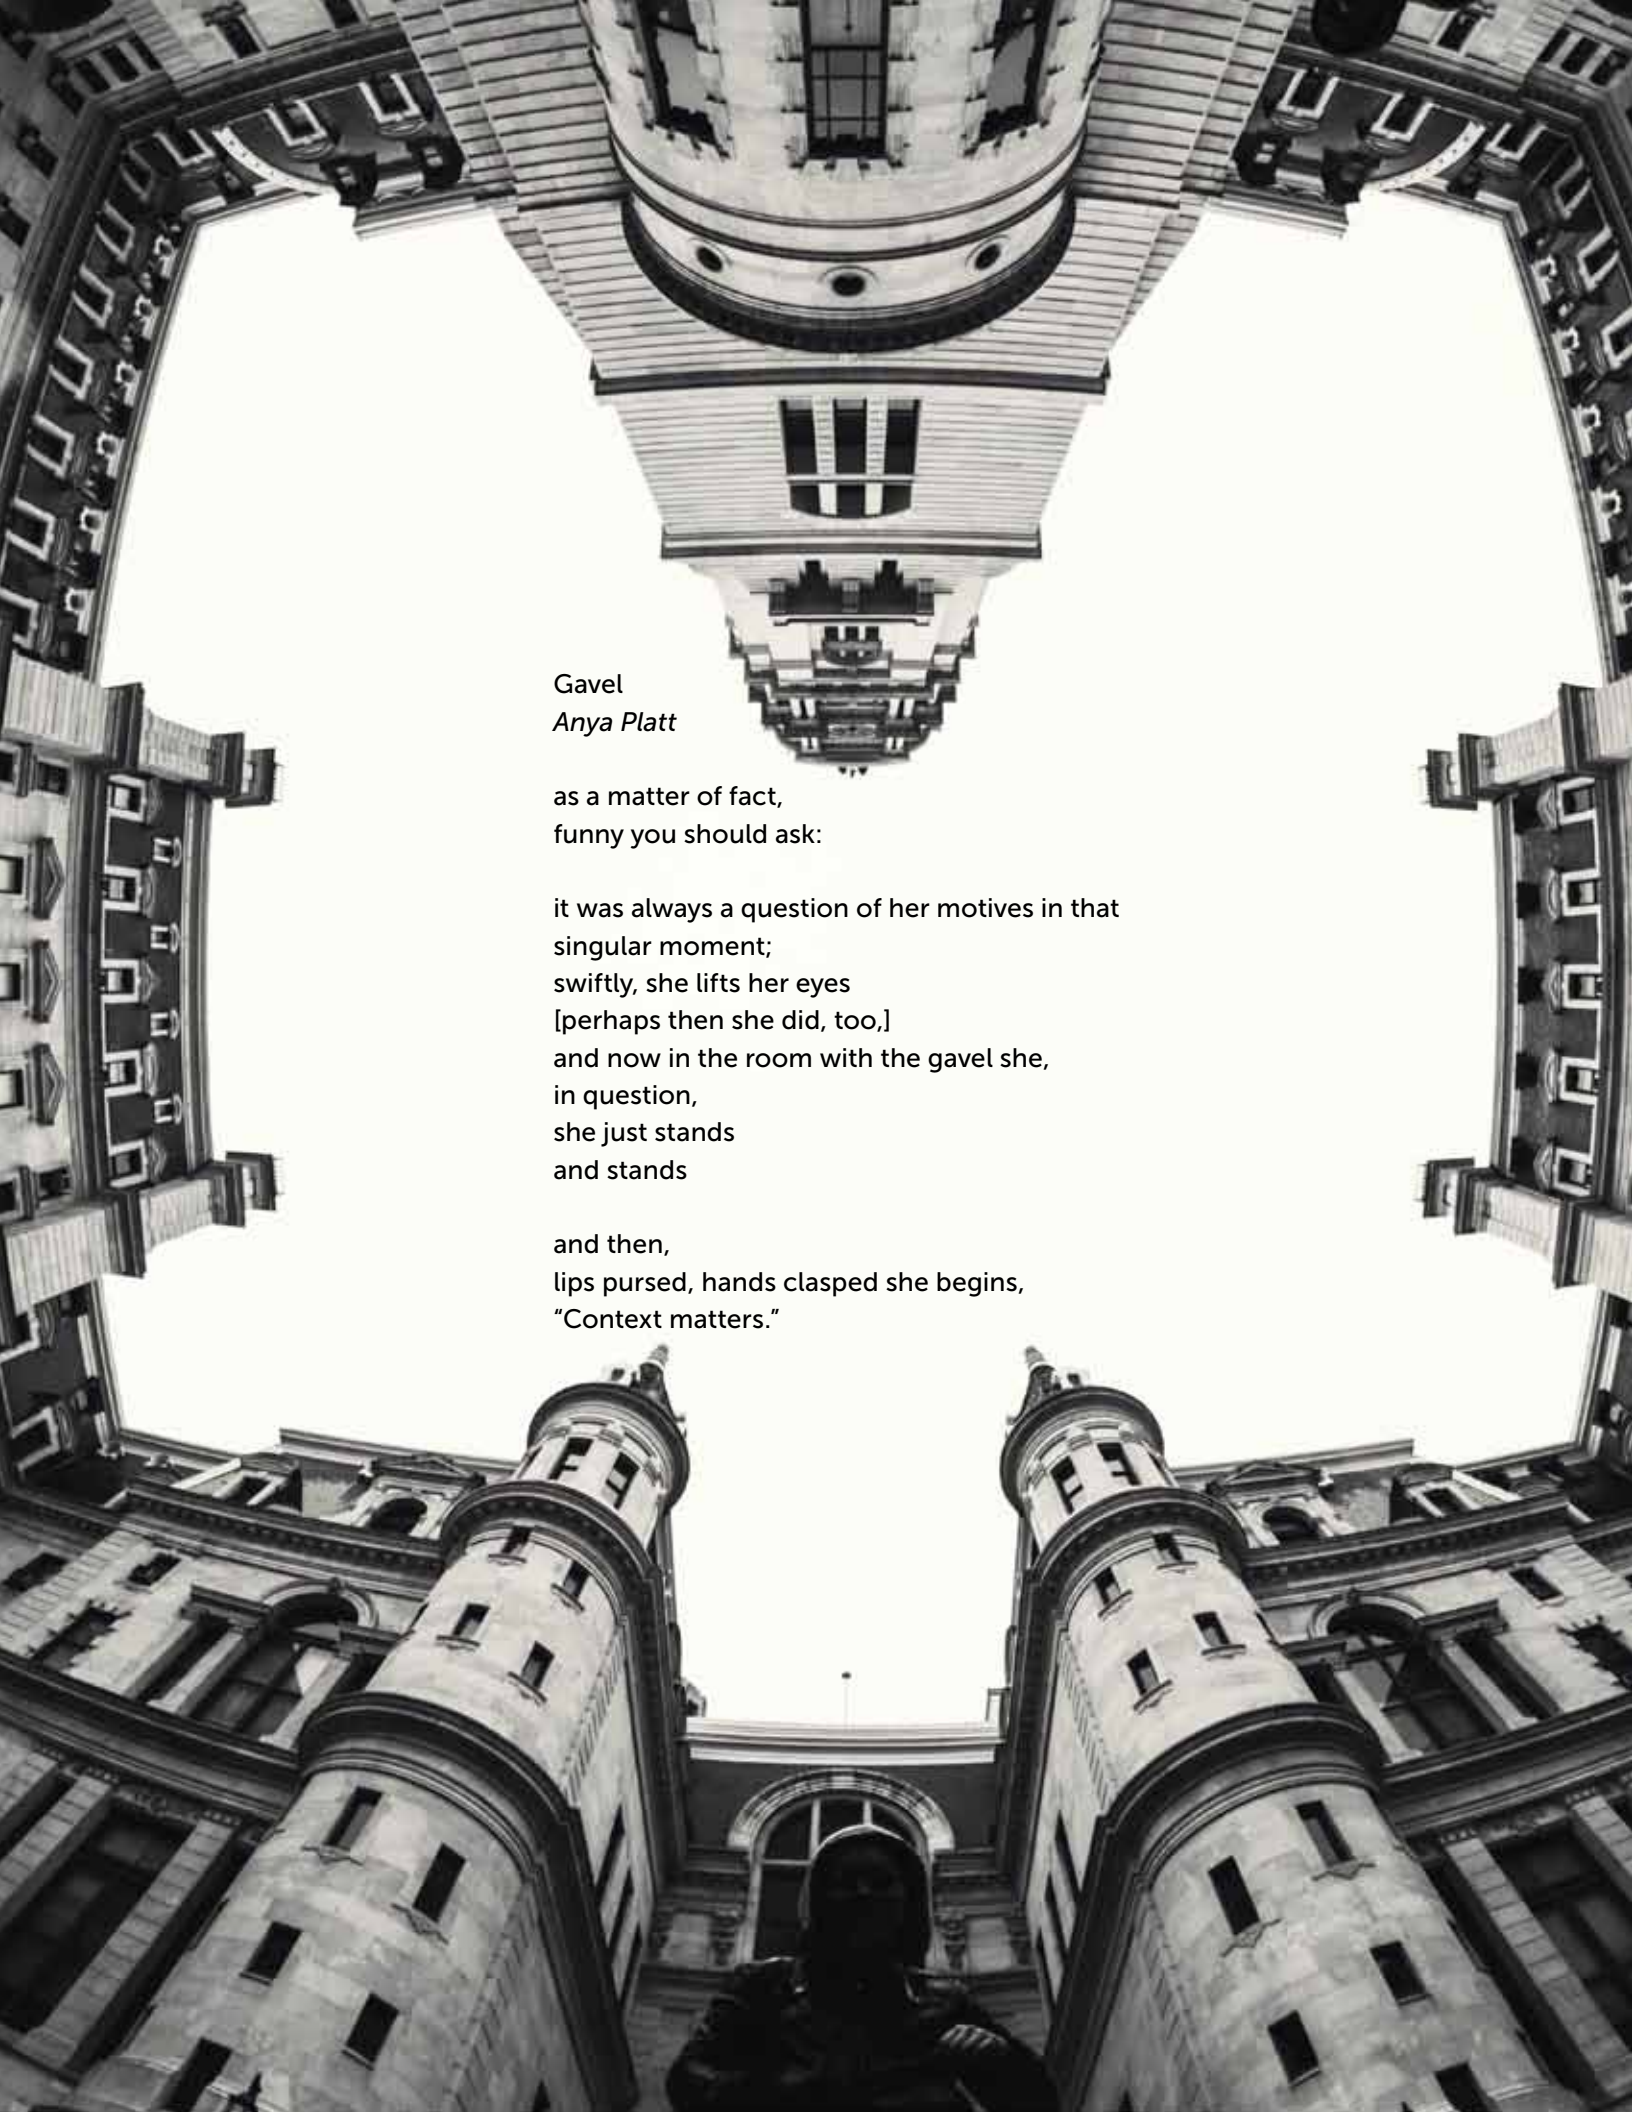 Gavel
Anya Platt
as a matter of fact,
funny you should ask:
it was always a question of her motives in that
singular moment;
swiftly, she lifts her eyes
[perhaps then she did, too,]
and now in the room with the gavel she,
in question,
she just stands
and stands
and then,
lips pursed, hands clasped she begins,
“Context matters.”